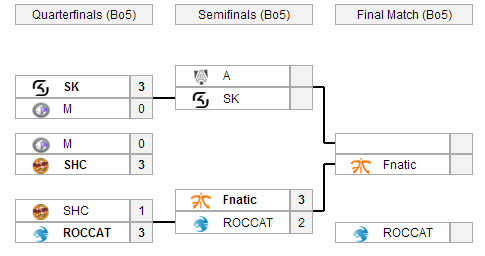 Quarterfinals (Bo5) Semifinals (Bo5) Final Match (Bo5)
A
SK 3 SK
M 0
M 0
SHC 3 Fnatic
SHC 1 Fnatic 3
ROCCAT 3 ROCCAT 2 ROCCAT